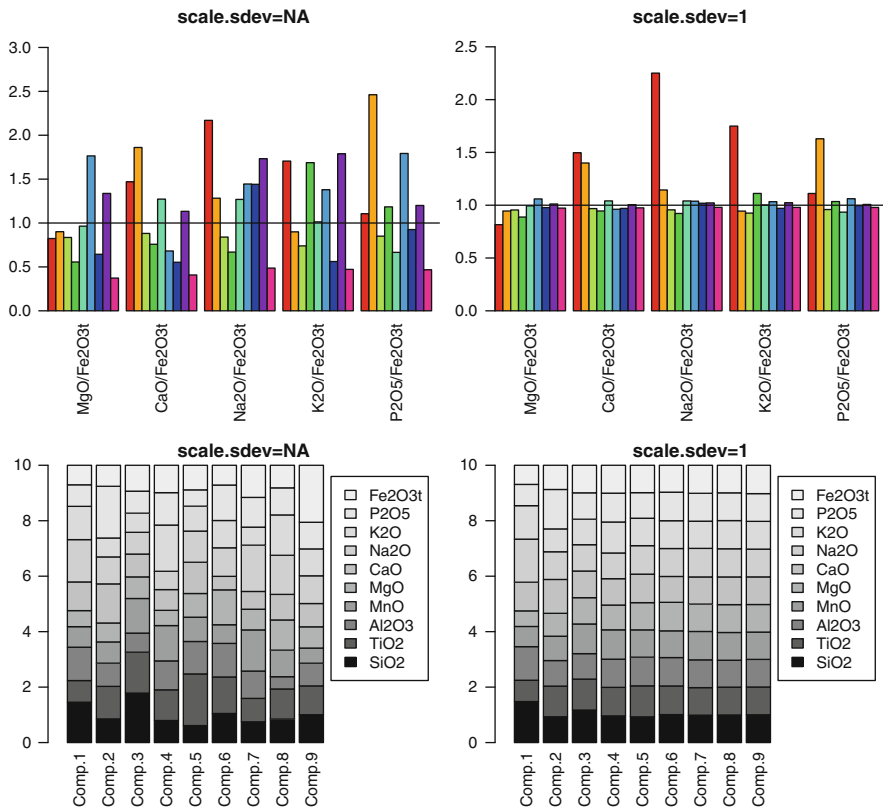 scale.sdev=NA
3.0
2.5
2.0
1.5
1.0
0.5
0.0
MgO/Fe2O3t
CaO/Fe2O3t
Na2O/Fe2O3t
K2O/Fe2O3t
P2O5/Fe2O3t
scale.sdev=1
2.5
2.0
1.5
1.0
0.5
0.0
MgO/Fe2O3t
CaO/Fe2O3t
Na2O/Fe2O3t
K2O/Fe2O3t
P2O5/Fe2O3t
scale.sdev=NA
10
8
6
4
2
0
Comp.1
Comp.2
Comp.3
Comp.4
Comp.5
Comp.6
Comp.7
Comp.8
Comp.9
Fe2O3t
P2O5
K2O
Na2O
CaO
MgO
MnO
Al2O3
TiO2
SiO2
scale.sdev=1
10
8
6
4
2
0
Comp.1
Comp.2
Comp.3
Comp.4
Comp.5
Comp.6
Comp.7
Comp.8
Comp.9
Fe2O3t
P2O5
K2O
Na2O
CaO
MgO
MnO
Al2O3
TiO2
SiO2